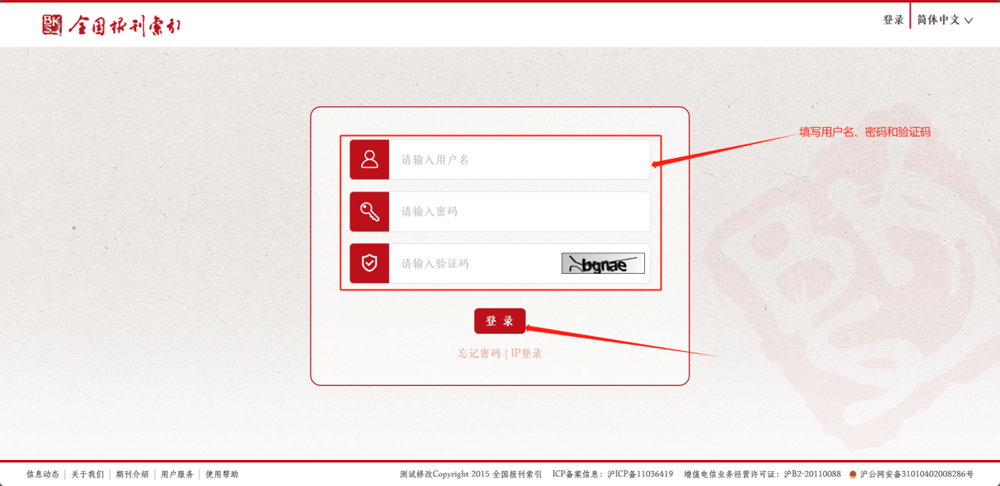 全国报刊索引
登录
简体中文
填写用户名、密码和验证码
请输入用户名
请输入密码
请输入验证码
bgnae
登 录
忘记密码 | IP登录
信息动态 | 关于我们 | 期刊介绍 | 用户服务 | 使用帮助
测试修改Copyright 2015 全国报刊索引 ICP备案信息：沪ICP备11036419 增值电信业务经营许可证：沪B2-20110088 沪公网安备31010402008286号